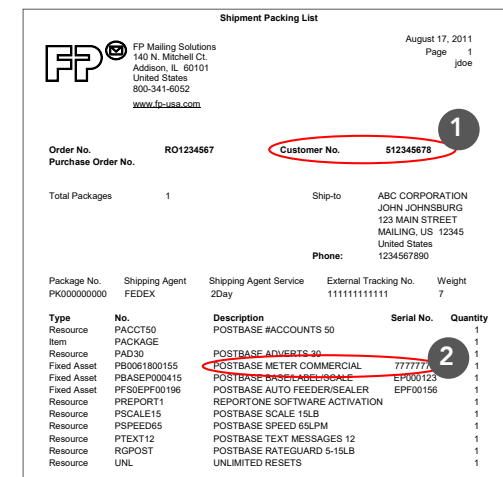 Shipment Packing List
August 17, 2011
Page 1
jdoe
FP
FP Mailing Solutions
140 N. Mitchell Ct.
Addison, IL 60101
United States
800-341-6052
www.fp-usa.com
1
Order No. RO1234567 Customer No. 512345678
Purchase Order No.
Total Packages 1 Ship-to ABC CORPORATION
JOHN JOHNSBURG
123 MAIN STREET
MAILING, US 12345
United States
Phone: 1234567890
Package No. Shipping Agent Shipping Agent Service External Tracking No. Weight
PK000000000 FEDEX 2Day 111111111111 7
Type No. Description Serial No. Quantity
Resource PACCT50 POSTBASE #ACCOUNTS 50 1
Item PACKAGE 1
Resource PAD30 POSTBASE ADVERTS 30 1
2
Fixed Asset PB0061800155 POSTBASE METER COMMERCIAL 7777777 1
Fixed Asset PBASEP000415 POSTBASE BASE/LABEL/SCALE EP000123 1
Fixed Asset PFS0EPF00196 POSTBASE AUTO FEEDER/SEALER EPF00156 1
Resource PREPORT1 REPORTONE SOFTWARE ACTIVATION 1
Resource PSCALE15 POSTBASE SCALE 15LB 1
Resource PSPEED65 POSTBASE SPEED 65LPM 1
Resource PTEXT12 POSTBASE TEXT MESSAGES 12 1
Resource RGPOST POSTBASE RATEGUARD 5-15LB 1
Resource UNL UNLIMITED RESETS 1